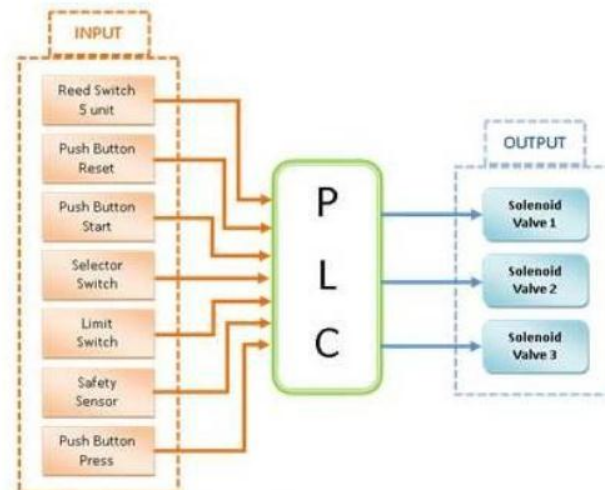 INPUT
Reed Switch
5 unit
Push Button
Reset
Push Button
Start
Selector
Switch
Limit
Switch
Safety
Sensor
Push Button
Press
P
L
C
OUTPUT
Solenoid
Valve 1
Solenoid
Valve 2
Solenoid
Valve 3